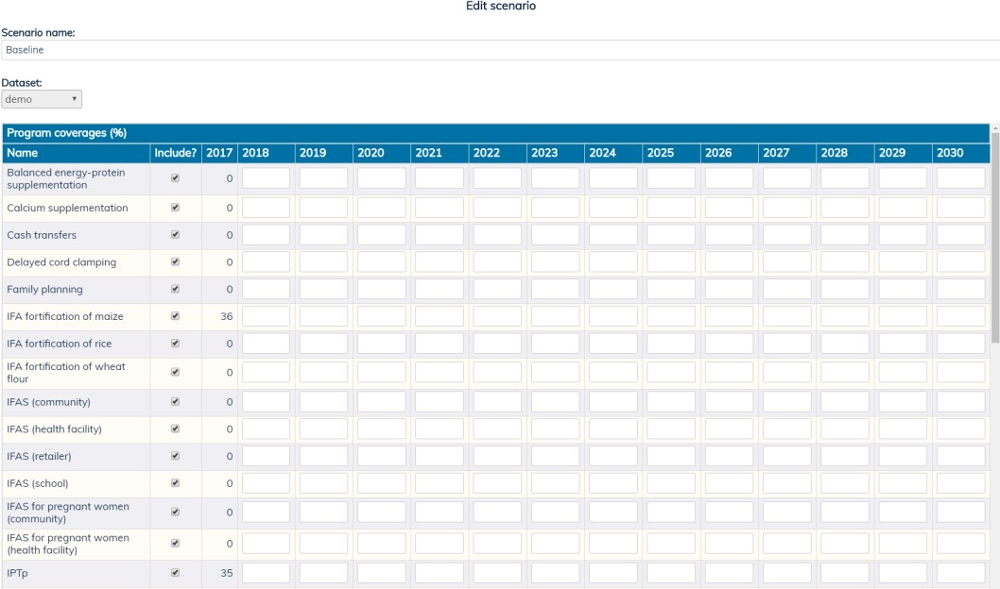 Edit scenario
Scenario name:
Baseline
Dataset:
demo
Program coverages (%)
Name Include? 2017 2018 2019 2020 2021 2022 2023 2024 2025 2026 2027 2028 2029 2030
Balanced energy-protein
supplementation 0
Calcium supplementation 0
Cash transfers 0
Delayed cord clamping 0
Family planning 0
IFA fortification of maize 36
IFA fortification of rice 0
IFA fortification of wheat
flour 0
IFAS (community) 0
IFAS (health facility) 0
IFAS (retailer) 0
IFAS (school) 0
IFAS for pregnant women
(community) 0
IFAS for pregnant women
(health facility) 0
IPTp 35